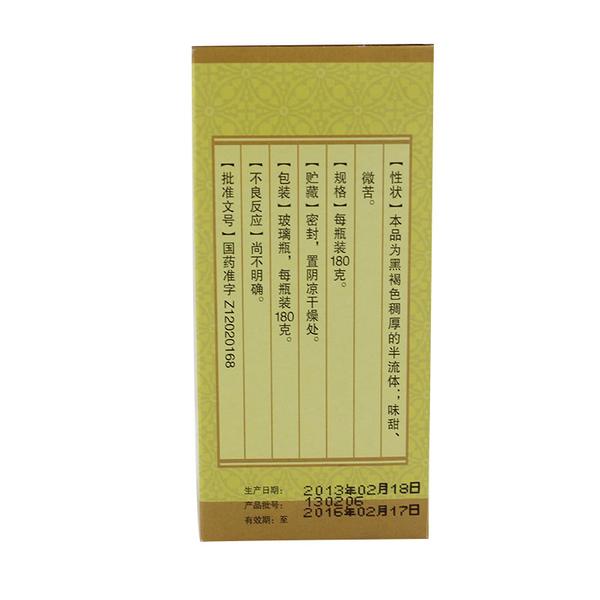 【性状】本品为黑褐色稠厚的半流体；味甜、
微苦。
【规格】每瓶装180克。
【贮藏】密封，置阴凉干燥处。
【包装】玻璃瓶，每瓶装180克。
【不良反应】尚不明确。
【批准文号】国药准字Z12020168
生产日期： 2013年02月18日
产品批号： 130206
有效期：至 2016年02月17日